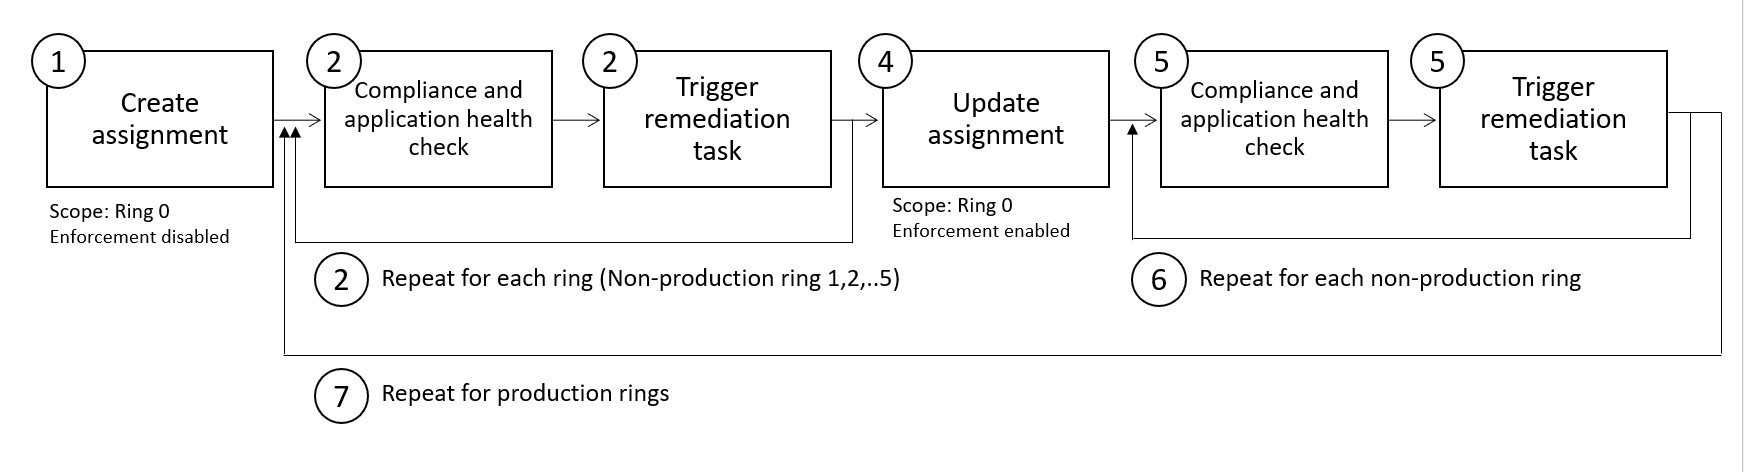 1
Create
assignment
Scope: Ring 0
Enforcement disabled
2
Compliance and
application health
check
2
Trigger
remediation
task
4
Update
assignment
Scope: Ring 0
Enforcement enabled
5
Compliance and
application health
check
5
Trigger
remediation
task
2 Repeat for each ring (Non-production ring 1,2,..5)
6 Repeat for each non-production ring
7 Repeat for production rings